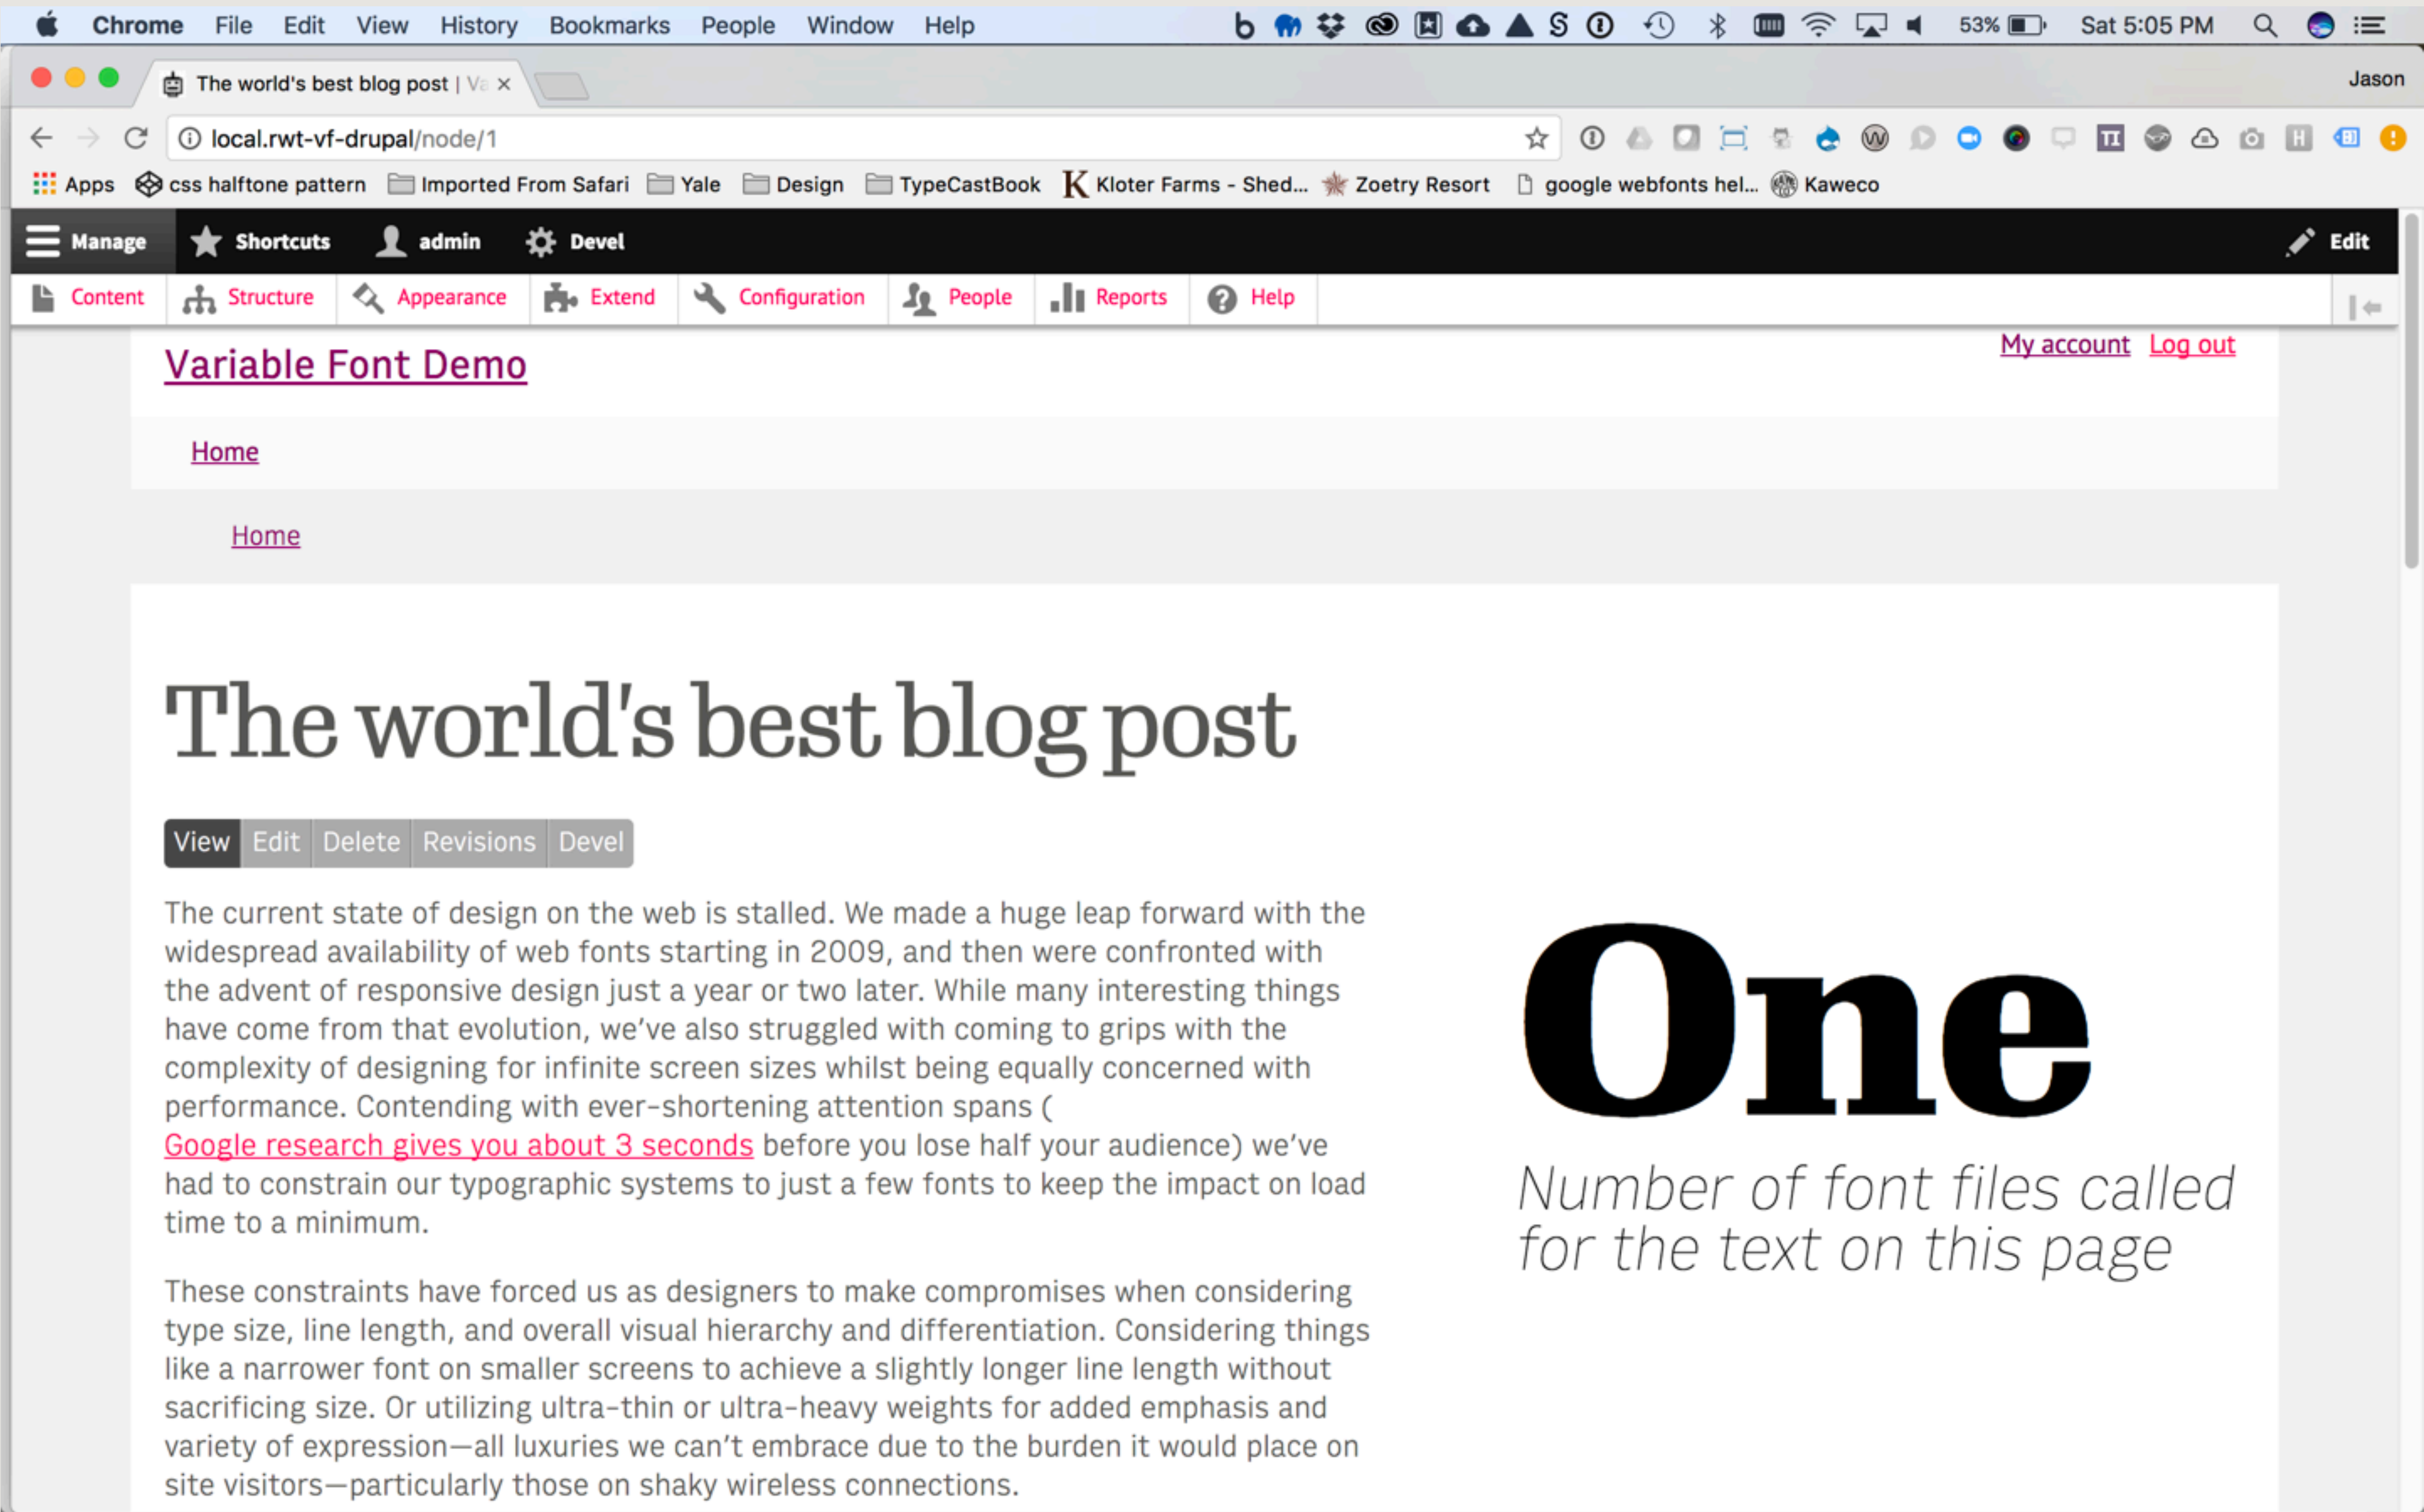 Chrome File Edit View History Bookmarks People Window Help 53% Sat 5:05 PM
The world's best blog post | Va Jason
local.rwt-vf-drupal/node/1
Apps css halftone pattern Imported From Safari Yale Design TypeCastBook Kloter Farms - Shed... Zoetry Resort google webfonts hel... Kaweco
Manage Shortcuts admin Devel Edit
Content Structure Appearance Extend Configuration People Reports Help
My account Log out
Variable Font Demo
Home
Home
The world's best blog post
View Edit Delete Revisions Devel
The current state of design on the web is stalled. We made a huge leap forward with the
widespread availability of web fonts starting in 2009, and then were confronted with
the advent of responsive design just a year or two later. While many interesting things
have come from that evolution, we’ve also struggled with coming to grips with the
complexity of designing for infinite screen sizes whilst being equally concerned with
performance. Contending with ever-shortening attention spans (
Google research gives you about 3 seconds before you lose half your audience) we’ve
had to constrain our typographic systems to just a few fonts to keep the impact on load
time to a minimum.
These constraints have forced us as designers to make compromises when considering
type size, line length, and overall visual hierarchy and differentiation. Considering things
like a narrower font on smaller screens to achieve a slightly longer line length without
sacrificing size. Or utilizing ultra-thin or ultra-heavy weights for added emphasis and
variety of expression—all luxuries we can’t embrace due to the burden it would place on
site visitors—particularly those on shaky wireless connections.
One
Number of font files called
for the text on this page